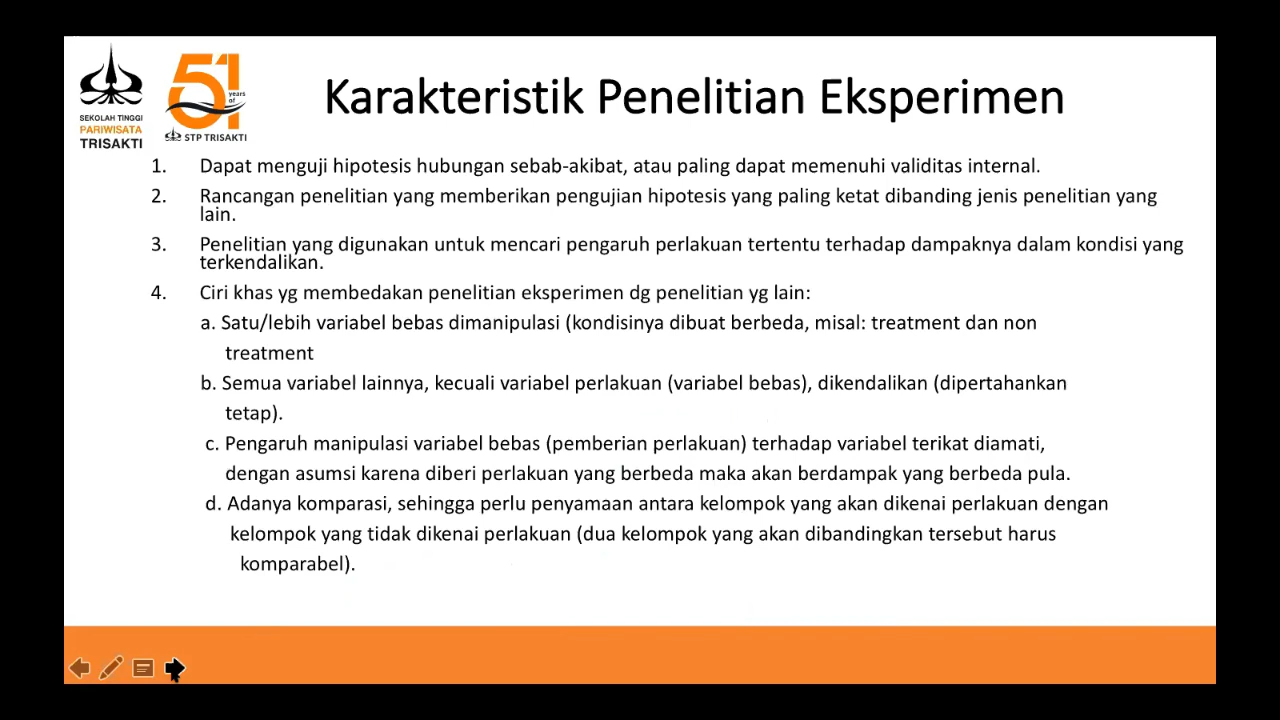 Karakteristik Penelitian Eksperimen
SEKOLAH TINGGI
PARIWISATA
TRISAKTI
51
years
of
STP TRISAKTI
1. Dapat menguji hipotesis hubungan sebab-akibat, atau paling dapat memenuhi validitas internal.
2. Rancangan penelitian yang memberikan pengujian hipotesis yang paling ketat dibanding jenis penelitian yang
lain.
3. Penelitian yang digunakan untuk mencari pengaruh perlakuan tertentu terhadap dampaknya dalam kondisi yang
terkendalikan.
4. Ciri khas yg membedakan penelitian eksperimen dg penelitian yg lain:
a. Satu/lebih variabel bebas dimanipulasi (kondisinya dibuat berbeda, misal: treatment dan non
treatment
b. Semua variabel lainnya, kecuali variabel perlakuan (variabel bebas), dikendalikan (dipertahankan
tetap).
c. Pengaruh manipulasi variabel bebas (pemberian perlakuan) terhadap variabel terikat diamati,
dengan asumsi karena diberi perlakuan yang berbeda maka akan berdampak yang berbeda pula.
d. Adanya komparasi, sehingga perlu penyamaan antara kelompok yang akan dikenai perlakuan dengan
kelompok yang tidak dikenai perlakuan (dua kelompok yang akan dibandingkan tersebut harus
komparabel).